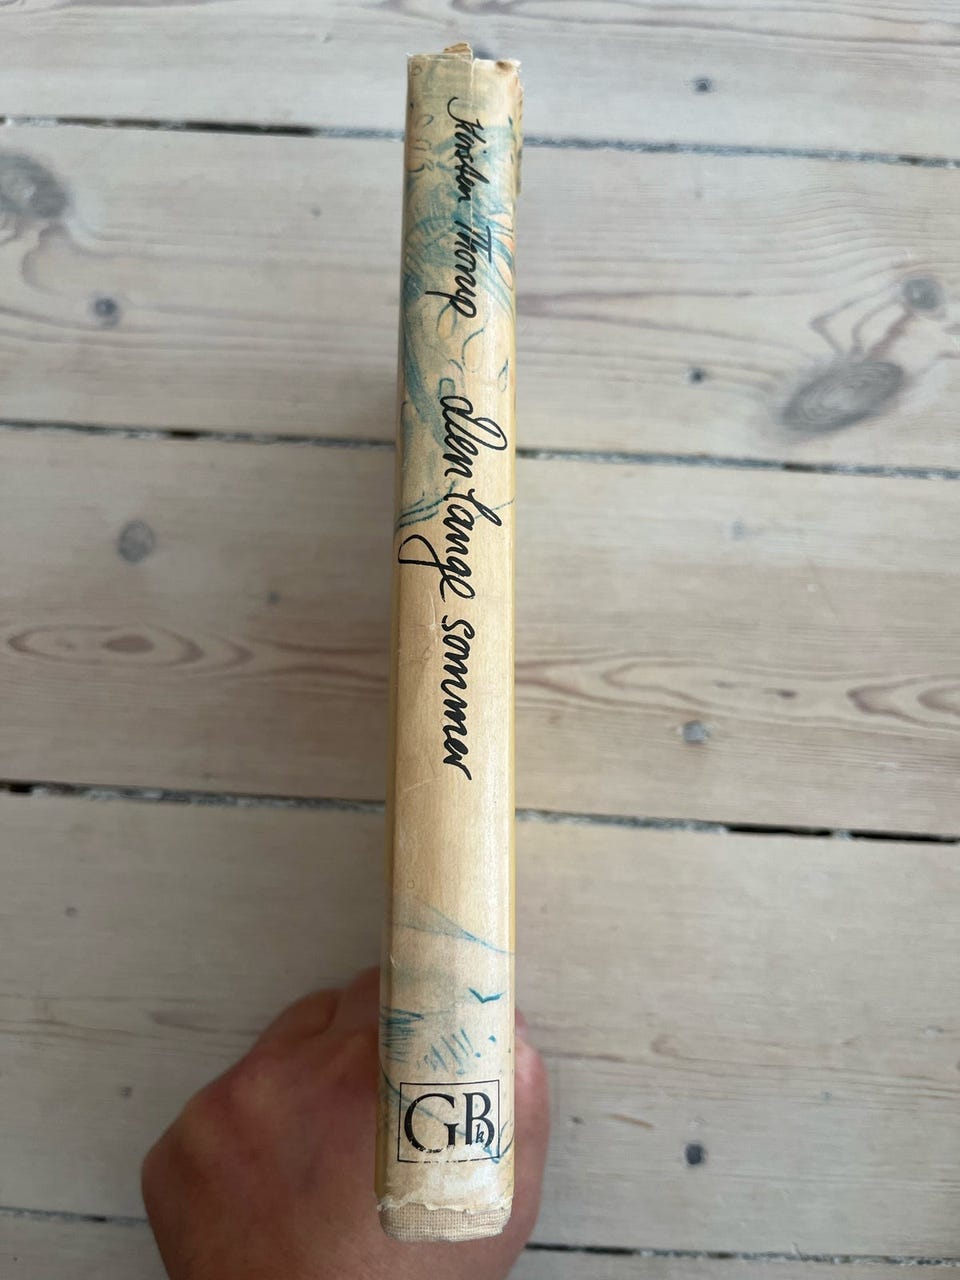 Kirsten Thorup
den lange sommer
GBk